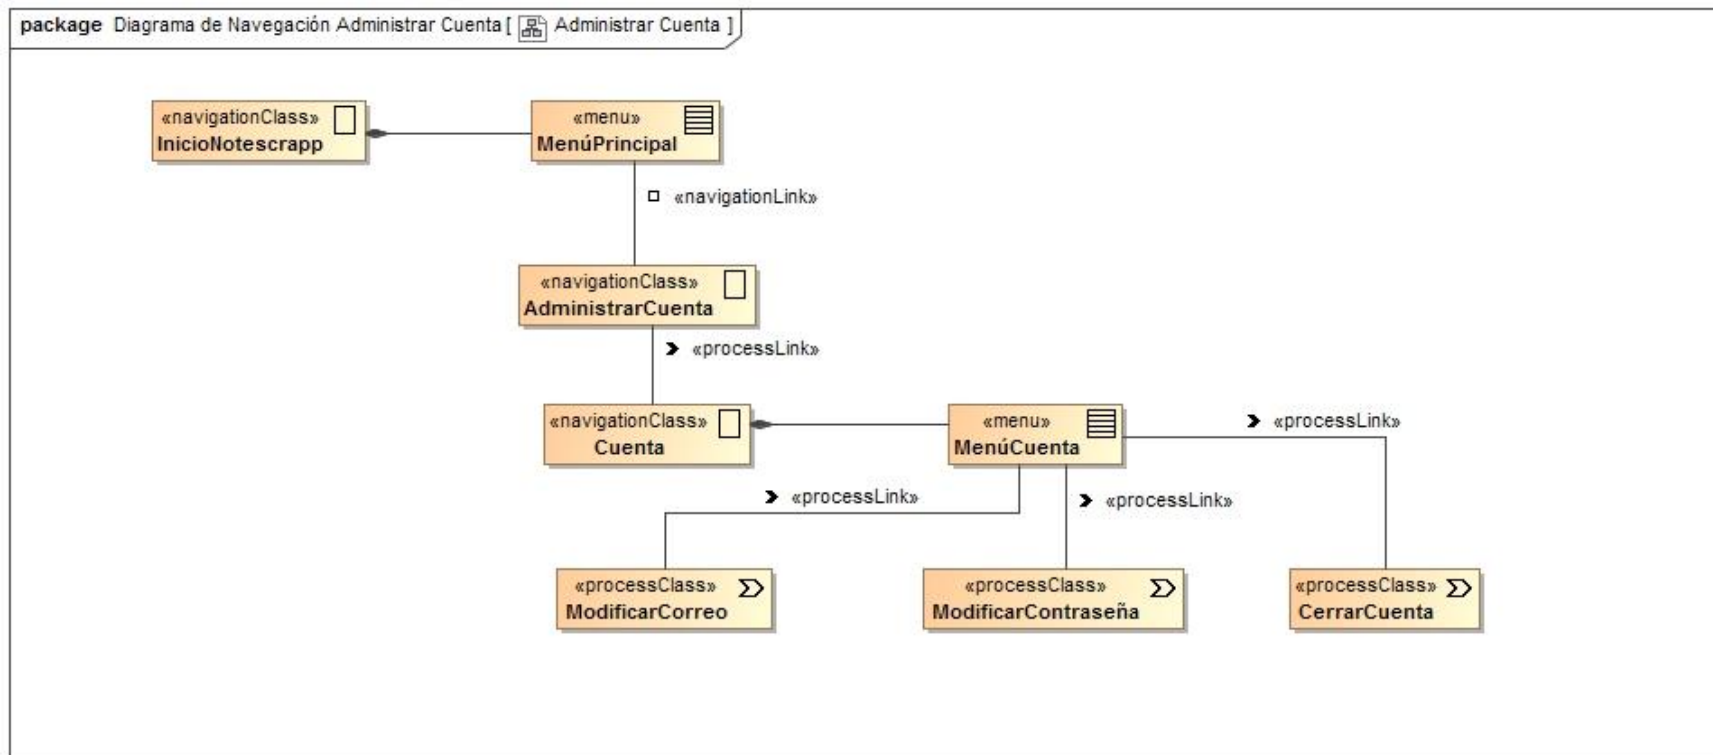 package Diagrama de Navegación Administrar Cuenta [ Administrar Cuenta ]
«navigationClass»
InicioNotescrapp
«menu»
MenúPrincipal
«navigationLink»
«navigationClass»
AdministrarCuenta
«processLink»
«navigationClass»
Cuenta
«menu»
MenúCuenta
«processLink»
«processLink»
«processLink»
«processClass»
ModificarCorreo
«processClass»
ModificarContraseña
«processClass»
CerrarCuenta